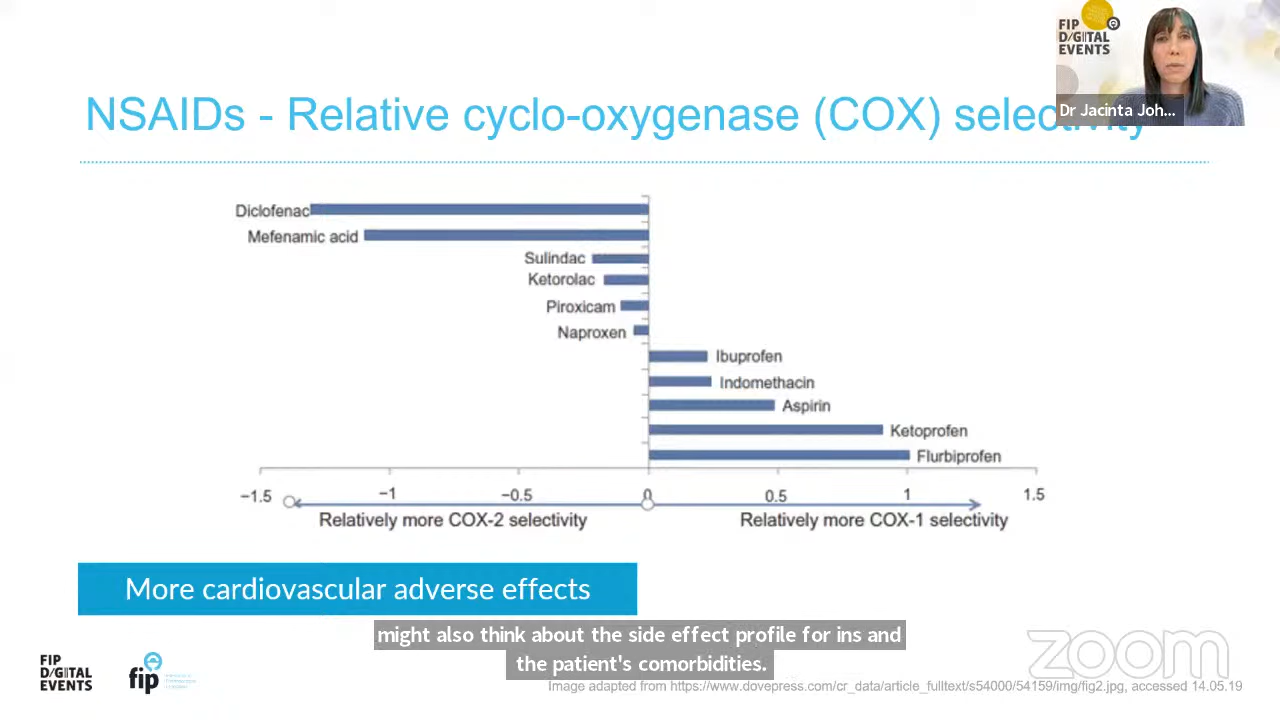 FIP
DIGITAL
EVENTS
Dr Jacinta Joh...
NSAIDs - Relative cyclo-oxygenase (COX) selectivity
Diclofenac
Mefenamic acid
Sulindac
Ketorolac
Piroxicam
Naproxen
Ibuprofen
Indomethacin
Aspirin
Ketoprofen
Flurbiprofen
−1.5 −1 −0.5 0 0.5 1 1.5
Relatively more COX-2 selectivity Relatively more COX-1 selectivity
More cardiovascular adverse effects
might also think about the side effect profile for ins and
the patient's comorbidities.
FIP
DIGITAL
EVENTS
fip
zoom
Image adapted from https://www.dovepress.com/cr_data/article_fulltext/s54000/54159/img/fig2.jpg, accessed 14.05.19